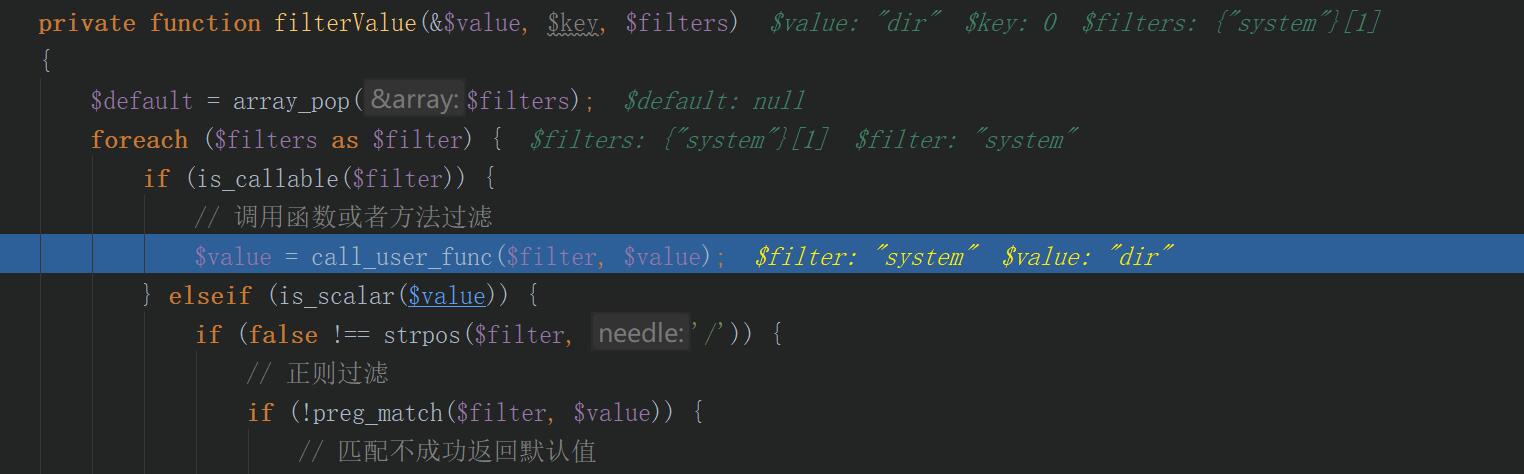 private function filterValue(&$value, $key, $filters)  $value: "dir"  $key: 0  $filters: {"system"}[1]
{
$default = array_pop( &array: $filters);  $default: null
foreach ($filters as $filter) {  $filters: {"system"}[1]  $filter: "system"
if (is_callable($filter)) {
// 调用函数或者方法过滤
$value = call_user_func($filter, $value);  $filter: "system"  $value: "dir"
} elseif (is_scalar($value)) {
if (false !== strpos($filter, needle: '/')) {
// 正则过滤
if (!preg_match($filter, $value)) {
// 匹配不成功返回默认值